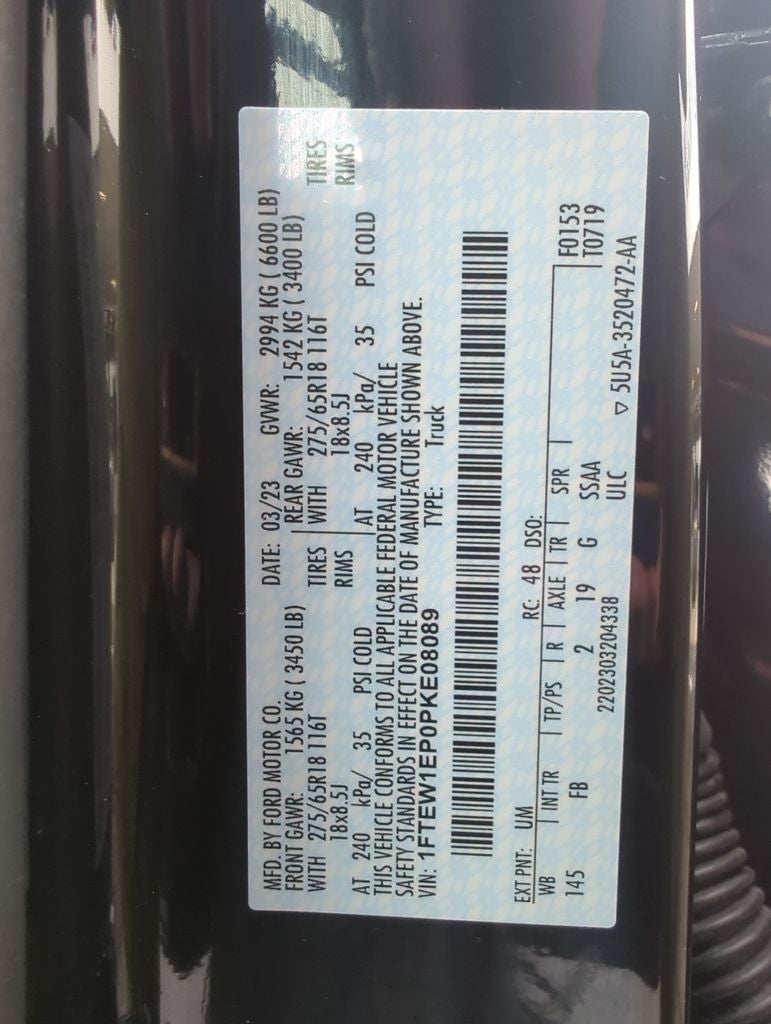 MFD. BY FORD MOTOR CO. DATE: 03/23 GVWR: 2994 KG ( 6600 LB)
FRONT GAWR: 1565 KG ( 3450 LB) REAR GAWR: 1542 KG ( 3400 LB)
WITH 275/65R18 116T TIRES WITH 275/65R18 116T TIRES
18x8.5J RIMS 18x8.5J RIMS
AT 240 kPa/ 35 PSI COLD AT 240 kPa/ 35 PSI COLD
THIS VEHICLE CONFORMS TO ALL APPLICABLE FEDERAL MOTOR VEHICLE
SAFETY STANDARDS IN EFFECT ON THE DATE OF MANUFACTURE SHOWN ABOVE.
VIN: 1FTEW1EP0PKE08089 TYPE: Truck
EXT PNT: UM RC: 48 DSO:
WB INT TR TP/PS R AXLE TR SPR F0153
145 FB 2 19 G SSAA T0719
2202303204338 ULC ▽ 5U5A-3520472-AA